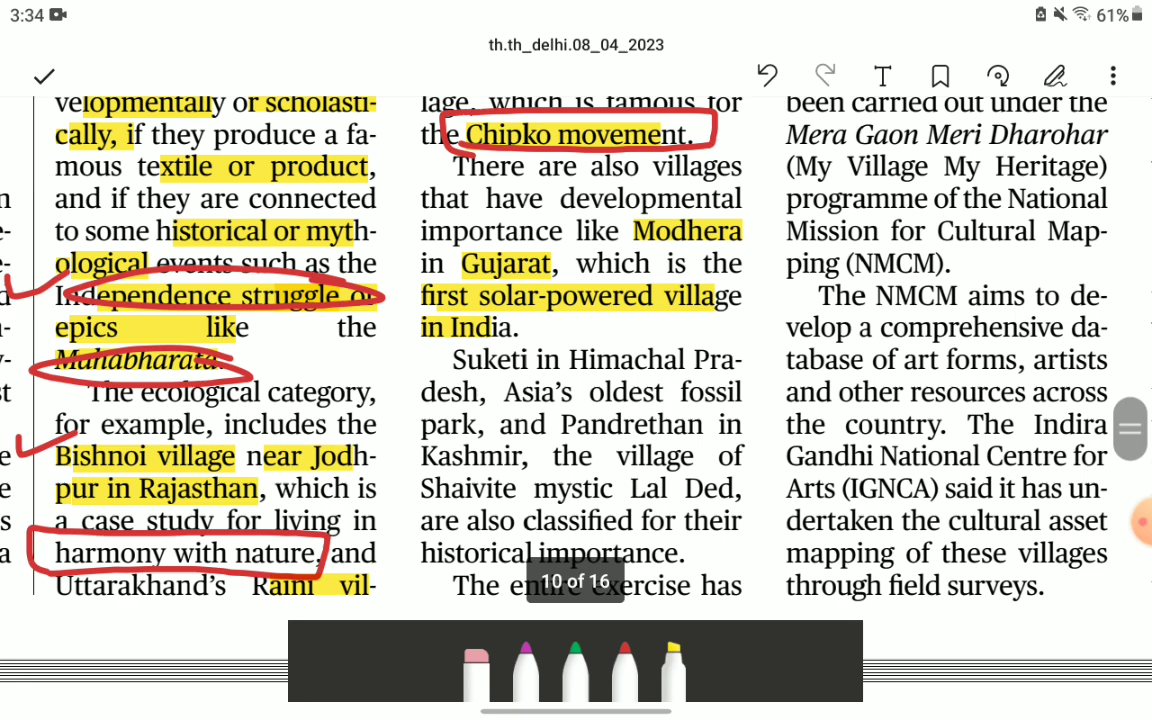 3:34
61%
th.th_delhi.08_04_2023
velopmentally or scholasti-
cally, if they produce a fa-
mous textile or product,
and if they are connected
to some historical or myth-
ological events such as the
Independence struggle or
epics like the
Mahabharata.
The ecological category,
for example, includes the
Bishnoi village near Jodh-
pur in Rajasthan, which is
a case study for living in
harmony with nature, and
Uttarakhand's Raini vil-
lage, which is famous for
the Chipko movement.
There are also villages
that have developmental
importance like Modhera
in Gujarat, which is the
first solar-powered village
in India.
Suketi in Himachal Pra-
desh, Asia's oldest fossil
park, and Pandrethan in
Kashmir, the village of
Shaivite mystic Lal Ded,
are also classified for their
historical importance.
The entire exercise has
been carried out under the
Mera Gaon Meri Dharohar
(My Village My Heritage)
programme of the National
Mission for Cultural Map-
ping (NMCM).
The NMCM aims to de-
velop a comprehensive da-
tabase of art forms, artists
and other resources across
the country. The Indira
Gandhi National Centre for
Arts (IGNCA) said it has un-
dertaken the cultural asset
mapping of these villages
through field surveys.
10 of 16